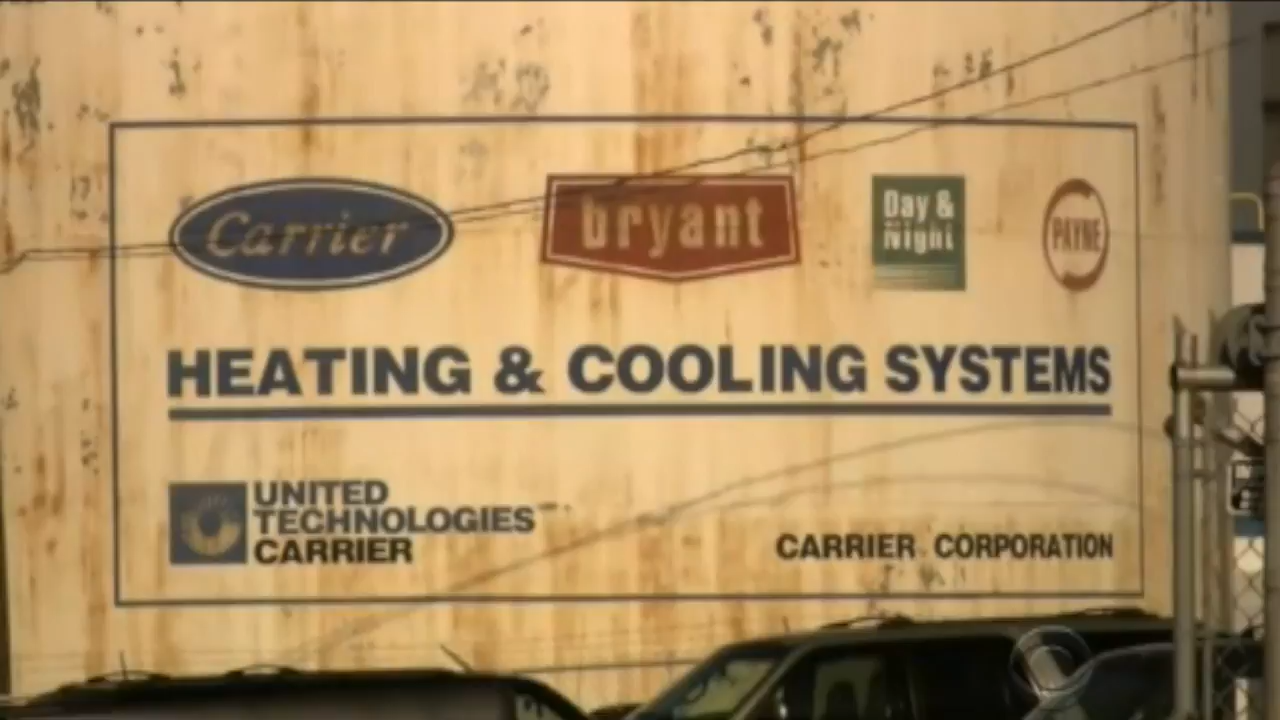 Carrier
bryant
Day &
Night
PAYNE
HEATING & COOLING SYSTEMS
UNITED
TECHNOLOGIES
CARRIER
CARRIER CORPORATION